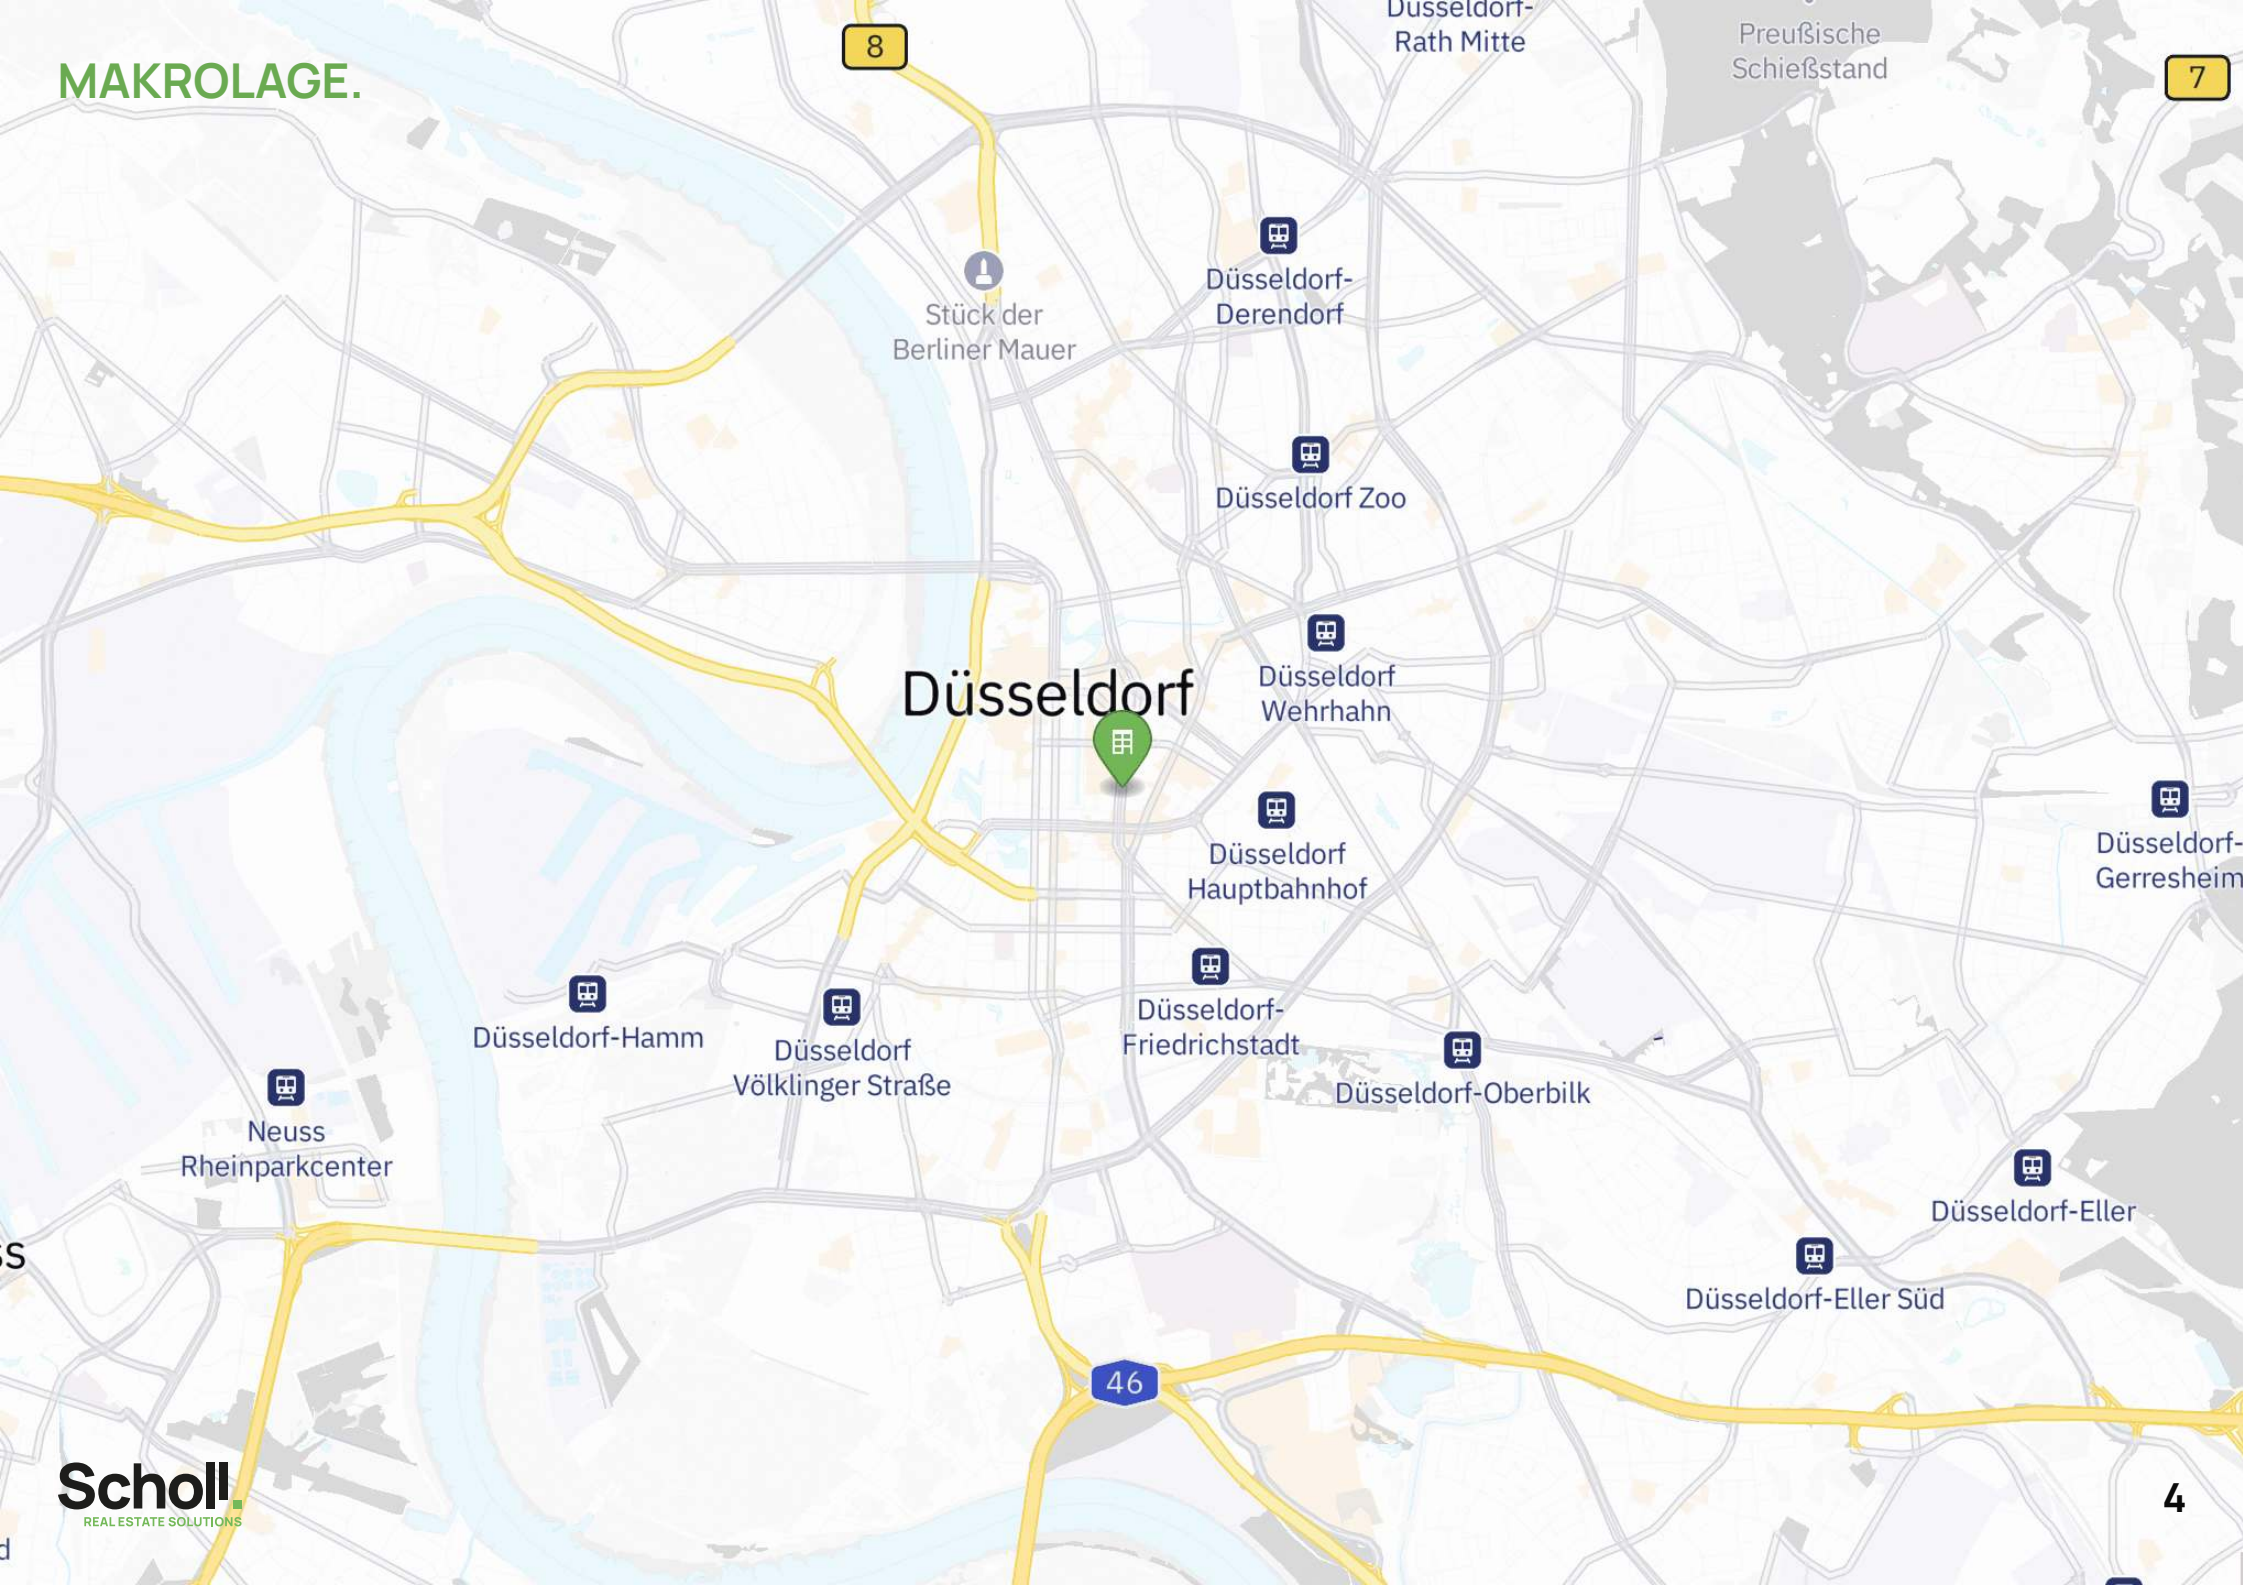 Düsseldorf-
Rath Mitte
Preußische
Schießstand
8
7
MAKROLAGE.
Düsseldorf-
Derendorf
Stück der
Berliner Mauer
Düsseldorf Zoo
Düsseldorf
Düsseldorf
Wehrhahn
Düsseldorf
Hauptbahnhof
Düsseldorf-
Gerresheim
Düsseldorf-Hamm
Düsseldorf
Völklinger Straße
Düsseldorf-
Friedrichstadt
Düsseldorf-Oberbilk
Neuss
Rheinparkcenter
Düsseldorf-Eller
ss
Düsseldorf-Eller Süd
46
Scholl.
REAL ESTATE SOLUTIONS
4
d